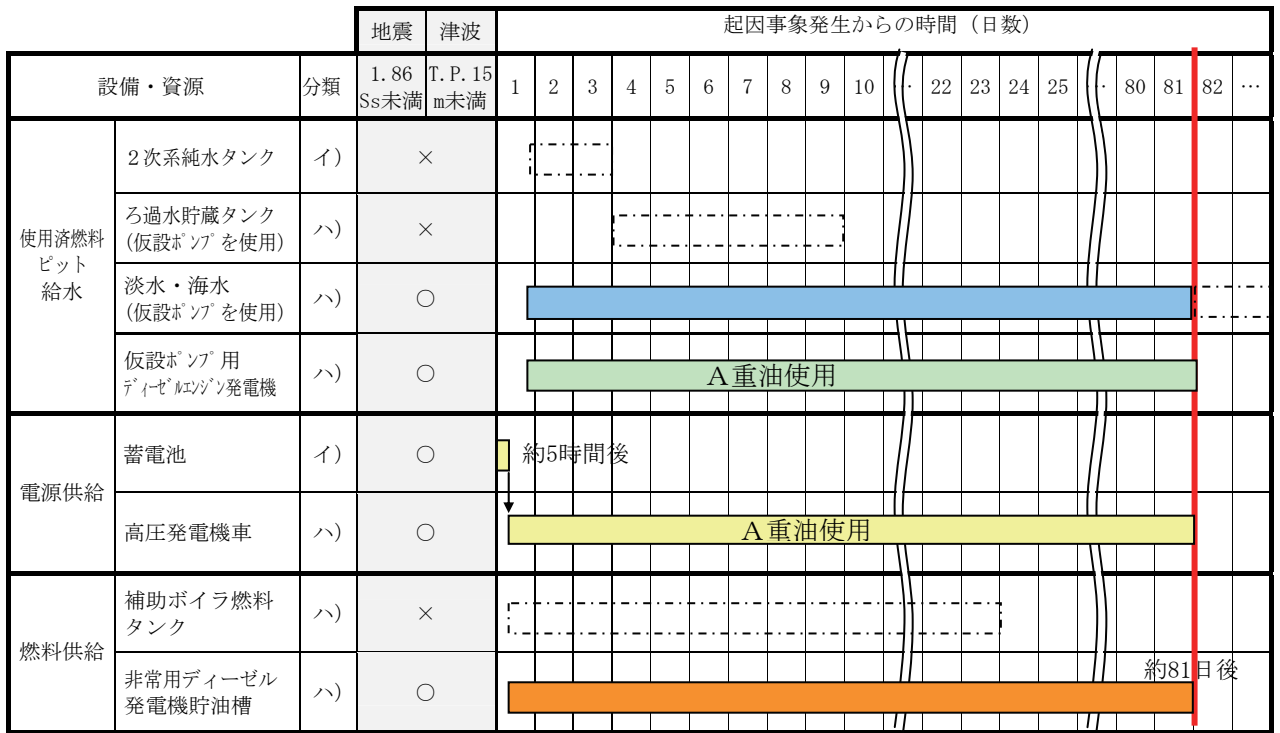 地震 津波 起因事象発生からの時間（日数）
設備・資源 分類 1.86 T.P.15 1 2 3 4 5 6 7 8 9 10 … 22 23 24 25 … 80 81 82 …
Ss未満 m未満
使用済燃料
ピット
給水
２次系純水タンク イ） ×
ろ過水貯蔵タンク
(仮設ﾎﾟﾝﾌﾟを使用) ハ） ×
淡水・海水
(仮設ﾎﾟﾝﾌﾟを使用) ハ） ○
仮設ﾎﾟﾝﾌﾟ用
ﾃﾞｨｰｾﾞﾙｴﾝｼﾞﾝ発電機 ハ） ○ Ａ重油使用
電源供給
蓄電池 イ） ○ 約5時間後
高圧発電機車 ハ） ○ Ａ重油使用
燃料供給
補助ボイラ燃料
タンク ハ） ×
非常用ディーゼル
発電機貯油槽 ハ） ○ 約81日後